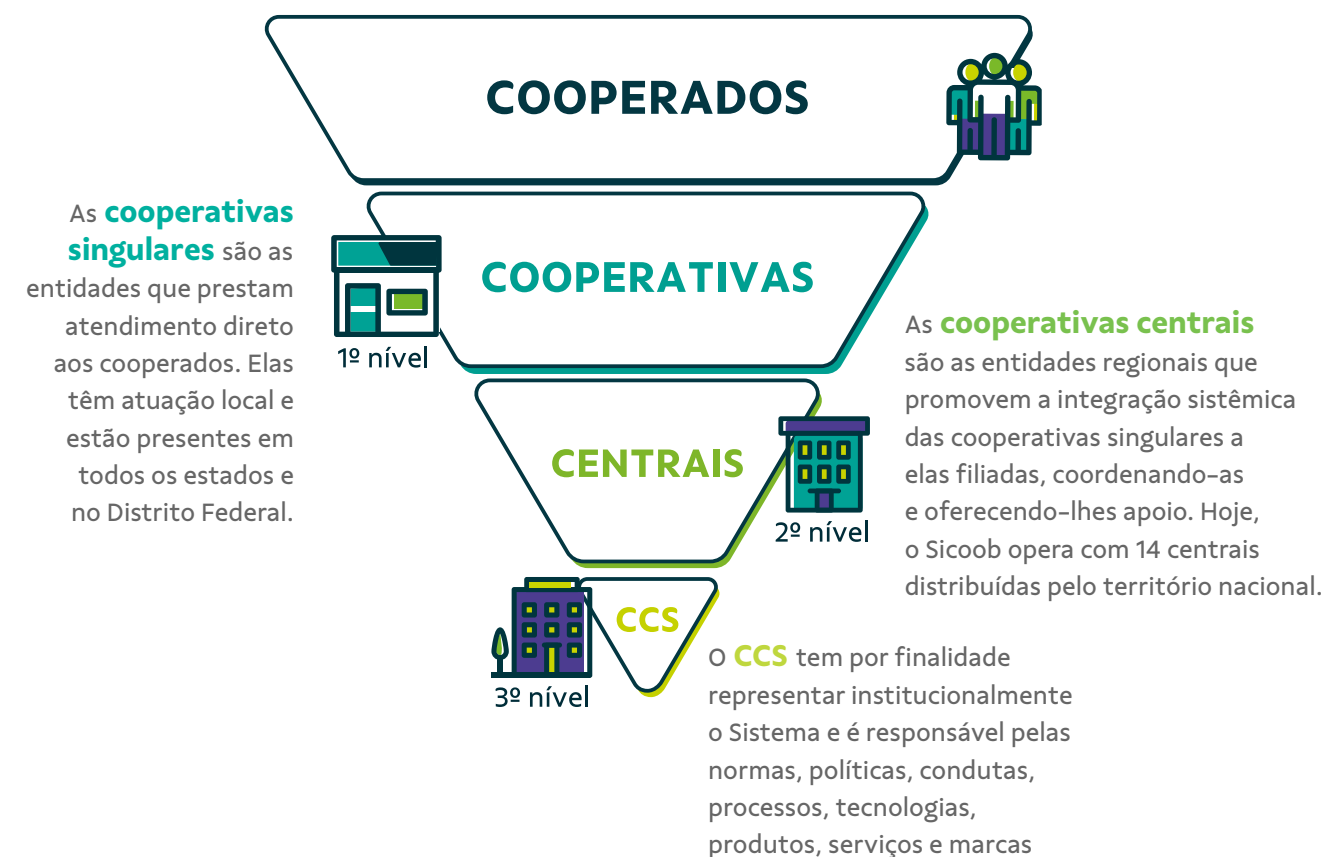 COOPERADOS
As cooperativas
singulares são as
entidades que prestam
atendimento direto
aos cooperados. Elas
têm atuação local e
estão presentes em
todos os estados e
no Distrito Federal.
COOPERATIVAS
1º nível
As cooperativas centrais
são as entidades regionais que
promovem a integração sistêmica
das cooperativas singulares a
elas filiadas, coordenando-as
e oferecendo-lhes apoio. Hoje,
o Sicoob opera com 14 centrais
distribuídas pelo território nacional.
CENTRAIS
2º nível
CCS
3º nível
O CCS tem por finalidade
representar institucionalmente
o Sistema e é responsável pelas
normas, políticas, condutas,
processos, tecnologias,
produtos, serviços e marcas